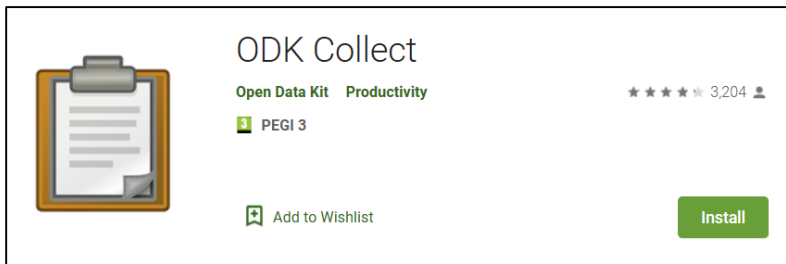 ODK Collect
Open Data Kit Productivity
3,204
3 PEGI 3
Add to Wishlist
Install